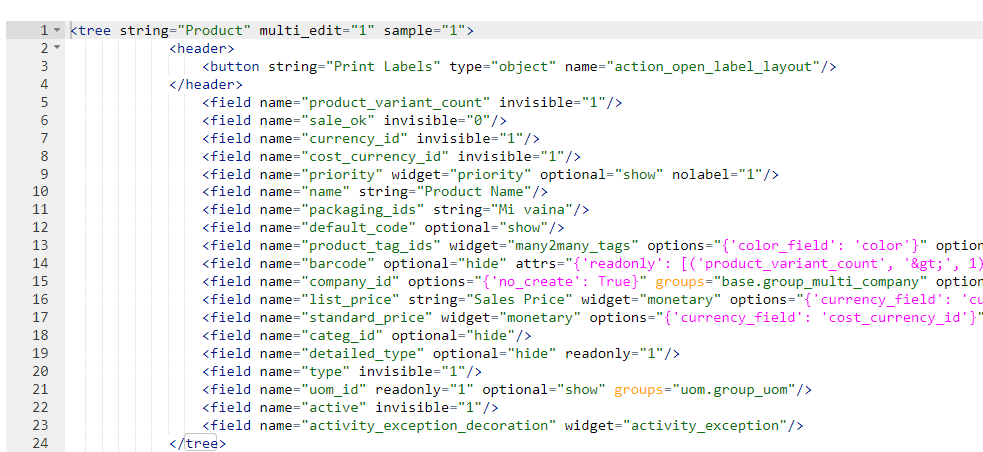 1 <tree string="Product" multi_edit="1" sample="1">
2 <header>
3 <button string="Print Labels" type="object" name="action_open_label_layout"/>
4 </header>
5 <field name="product_variant_count" invisible="1"/>
6 <field name="sale_ok" invisible="0"/>
7 <field name="currency_id" invisible="1"/>
8 <field name="cost_currency_id" invisible="1"/>
9 <field name="priority" widget="priority" optional="show" nolabel="1"/>
10 <field name="name" string="Product Name"/>
11 <field name="packaging_ids" string="Mi vaina"/>
12 <field name="default_code" optional="show"/>
13 <field name="product_tag_ids" widget="many2many_tags" options="{'color_field': 'color'}" option
14 <field name="barcode" optional="hide" attrs="{'readonly': [('product_variant_count', '&gt;', 1)
15 <field name="company_id" options="{'no_create': True}" groups="base.group_multi_company" option
16 <field name="list_price" string="Sales Price" widget="monetary" options="{'currency_field': 'cu
17 <field name="standard_price" widget="monetary" options="{'currency_field': 'cost_currency_id'}"
18 <field name="categ_id" optional="hide"/>
19 <field name="detailed_type" optional="hide" readonly="1"/>
20 <field name="type" invisible="1"/>
21 <field name="uom_id" readonly="1" optional="show" groups="uom.group_uom"/>
22 <field name="active" invisible="1"/>
23 <field name="activity_exception_decoration" widget="activity_exception"/>
24 </tree>